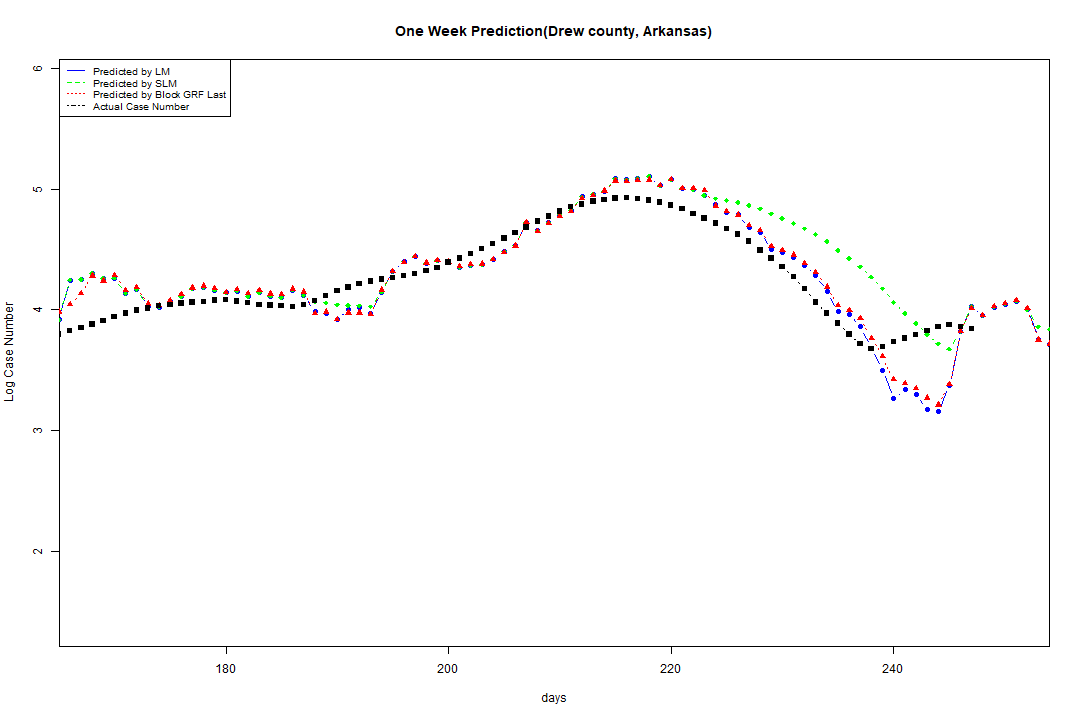 One Week Prediction(Drew county, Arkansas)
Predicted by LM
Predicted by SLM
Predicted by Block GRF Last
Actual Case Number
6
5
4
3
2
Log Case Number
180
200
220
240
days